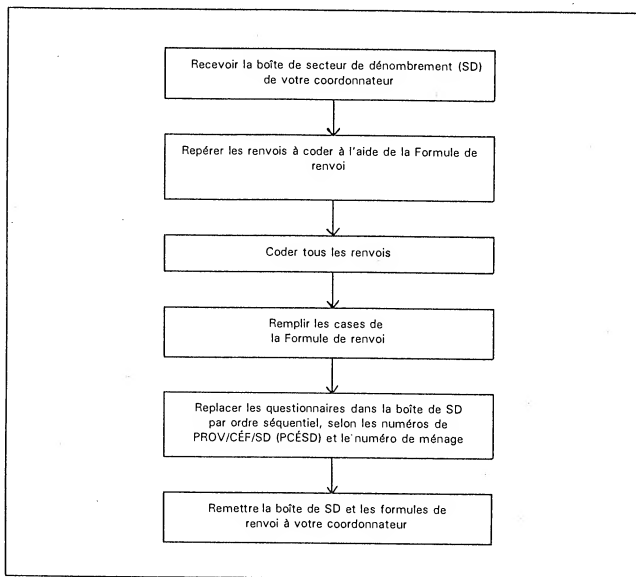 Recevoir la boîte de secteur de dénombrement (SD)
de votre coordonnateur
Repérer les renvois à coder à l'aide de la Formule de
renvoi
Coder tous les renvois
Remplir les cases de
la Formule de renvoi
Replacer les questionnaires dans la boîte de SD
par ordre séquentiel, selon les numéros de
PROV/CÉF/SD (PCÉSD) et le numéro de ménage
Remettre la boîte de SD et les formules de
renvoi à votre coordonnateur